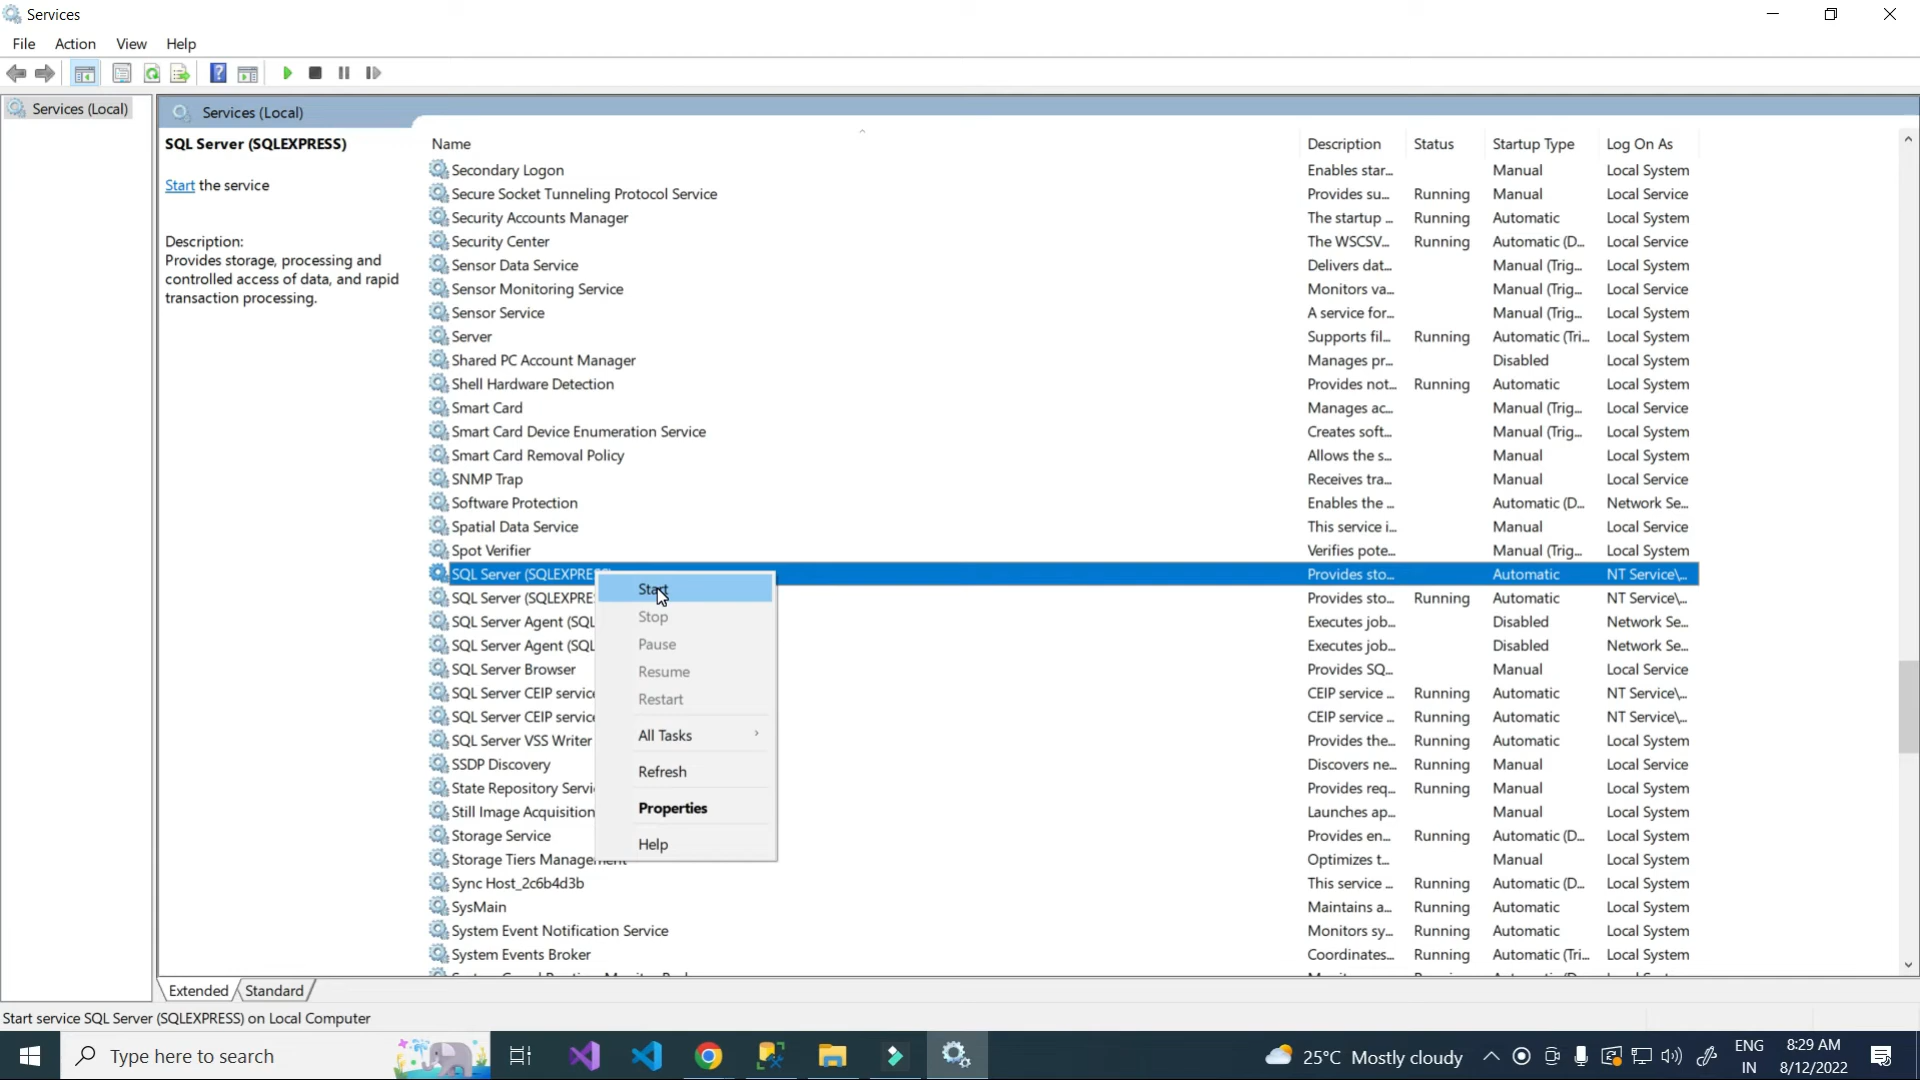 Services
File Action View Help
Services (Local)
Services (Local)
SQL Server (SQLEXPRESS)
Start the service
Description:
Provides storage, processing and
controlled access of data, and rapid
transaction processing.
Name Description Status Startup Type Log On As
Secondary Logon Enables star... Manual Local System
Secure Socket Tunneling Protocol Service Provides su... Running Manual Local Service
Security Accounts Manager The startup ... Running Automatic Local System
Security Center The WSCSV... Running Automatic (D... Local Service
Sensor Data Service Delivers dat... Manual (Trig... Local System
Sensor Monitoring Service Monitors va... Manual (Trig... Local Service
Sensor Service A service for... Manual (Trig... Local System
Server Supports fil... Running Automatic (Tri... Local System
Shared PC Account Manager Manages pr... Disabled Local System
Shell Hardware Detection Provides not... Running Automatic Local System
Smart Card Manages ac... Manual (Trig... Local Service
Smart Card Device Enumeration Service Creates soft... Manual (Trig... Local System
Smart Card Removal Policy Allows the s... Manual Local System
SNMP Trap Receives tra... Manual Local Service
Software Protection Enables the ... Automatic (D... Network Se...
Spatial Data Service This service i... Manual Local Service
Spot Verifier Verifies pote... Manual (Trig... Local System
SQL Server (SQLEXPRESS) Provides sto... Automatic NT Service\...
SQL Server (SQLEXPRE Provides sto... Running Automatic NT Service\...
SQL Server Agent (SQL Executes job... Disabled Network Se...
SQL Server Agent (SQL Executes job... Disabled Network Se...
SQL Server Browser Provides SQ... Manual Local Service
SQL Server CEIP service CEIP service ... Running Automatic NT Service\...
SQL Server CEIP service CEIP service ... Running Automatic NT Service\...
SQL Server VSS Writer Provides the... Running Automatic Local System
SSDP Discovery Discovers ne... Running Manual Local Service
State Repository Servi Provides req... Running Manual Local System
Still Image Acquisition Launches ap... Manual Local System
Storage Service Provides en... Running Automatic (D... Local System
Storage Tiers Management Optimizes t... Manual Local System
Sync Host_2c6b4d3b This service ... Running Automatic (D... Local System
SysMain Maintains a... Running Automatic Local System
System Event Notification Service Monitors sy... Running Automatic Local System
System Events Broker Coordinates... Running Automatic (Tri... Local System
Start
Stop
Pause
Resume
Restart
All Tasks
Refresh
Properties
Help
Extended Standard
Start service SQL Server (SQLEXPRESS) on Local Computer
Type here to search
25°C Mostly cloudy
ENG
IN
8:29 AM
8/12/2022